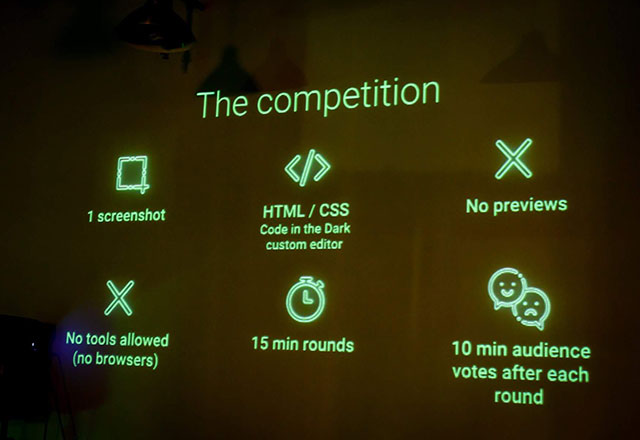 The competition
1 screenshot
HTML / CSS
Code in the Dark
custom editor
No previews
No tools allowed
(no browsers)
15 min rounds
10 min audience
votes after each
round